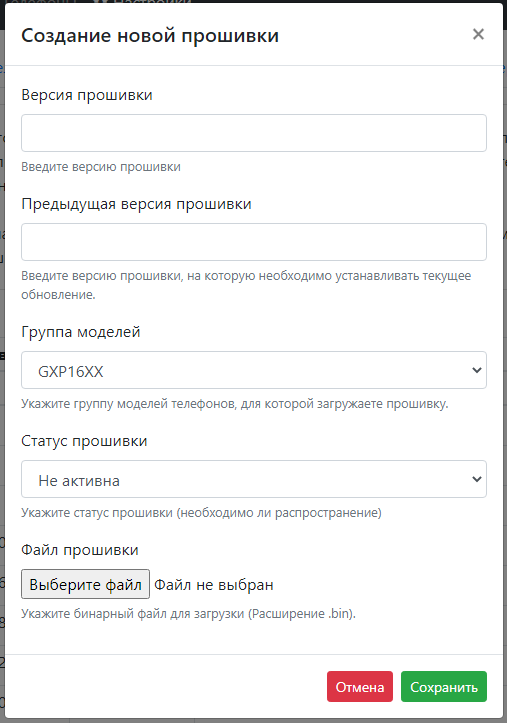 Настройки
Создание новой прошивки
×
Версия прошивки
Введите версию прошивки
Предыдущая версия прошивки
Введите версию прошивки, на которую необходимо устанавливать текущее
обновление.
Группа моделей
GXP16XX
Укажите группу моделей телефонов, для которой загружаете прошивку.
Статус прошивки
Не активна
Укажите статус прошивки (необходимо ли распространение)
Файл прошивки
Выберите файл Файл не выбран
Укажите бинарный файл для загрузки (Расширение .bin).
Отмена Сохранить